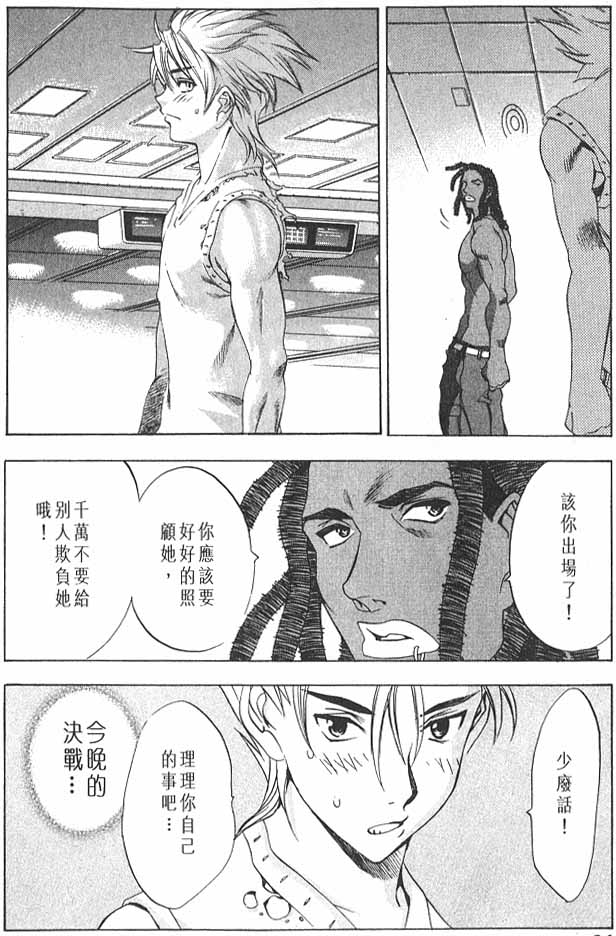 該你出場了！
你應該要
好好的照
顧她，
千萬不要給
別人欺負她
哦！
少廢話！
理理你自己
的事吧…
今晚的
決戰…